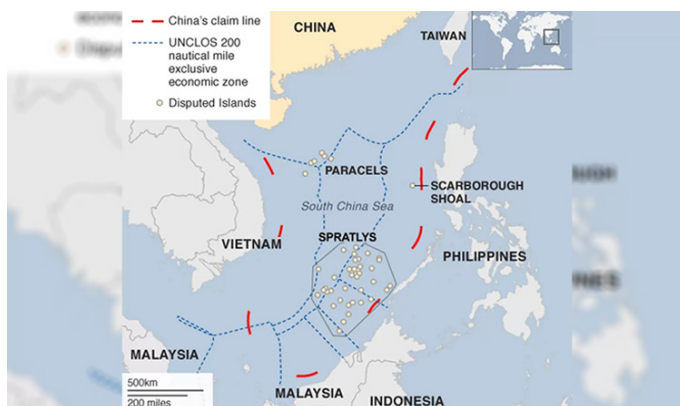 China's claim line
UNCLOS 200
nautical mile
exclusive
economic zone
Disputed Islands
CHINA
TAIWAN
PARACELS
SCARBOROUGH
SHOAL
South China Sea
SPRATLYS
VIETNAM
PHILIPPINES
MALAYSIA
500km
200 miles
MALAYSIA
INDONESIA